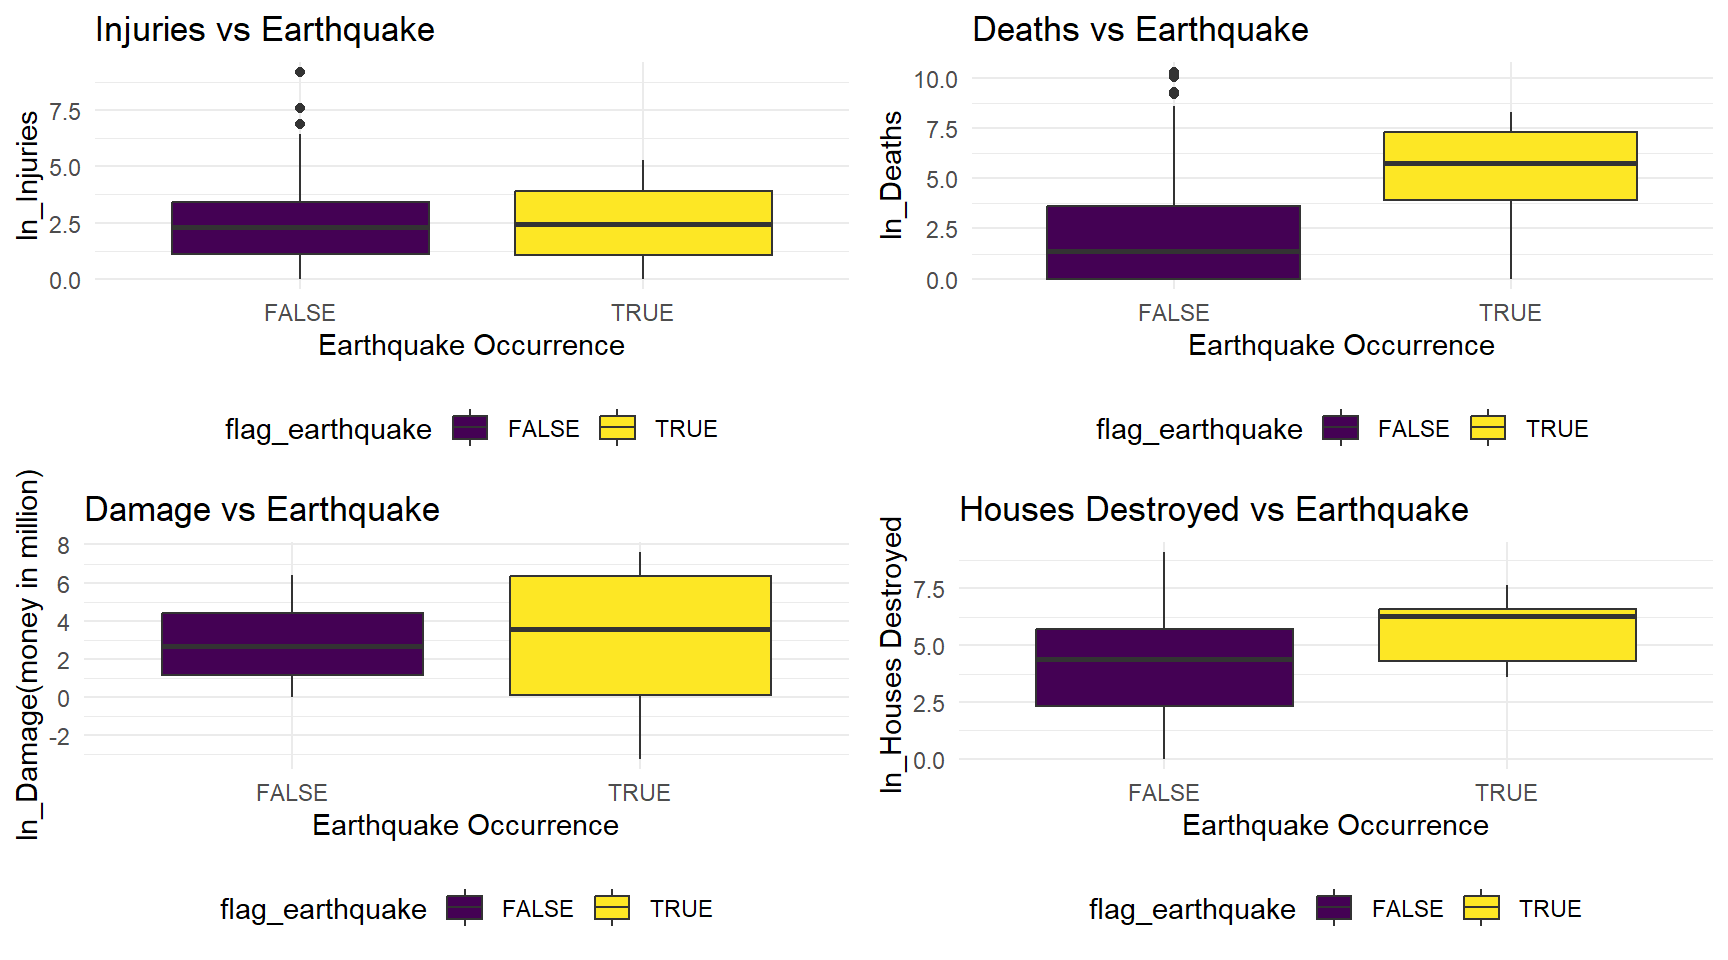 Injuries vs Earthquake
ln_Injuries
7.5
5.0
2.5
0.0
FALSE TRUE
Earthquake Occurrence
flag_earthquake FALSE TRUE
Deaths vs Earthquake
ln_Deaths
10.0
7.5
5.0
2.5
0.0
FALSE TRUE
Earthquake Occurrence
flag_earthquake FALSE TRUE
Damage vs Earthquake
ln_Damage(money in million)
8
6
4
2
0
-2
FALSE TRUE
Earthquake Occurrence
flag_earthquake FALSE TRUE
Houses Destroyed vs Earthquake
ln_Houses Destroyed
7.5
5.0
2.5
0.0
FALSE TRUE
Earthquake Occurrence
flag_earthquake FALSE TRUE